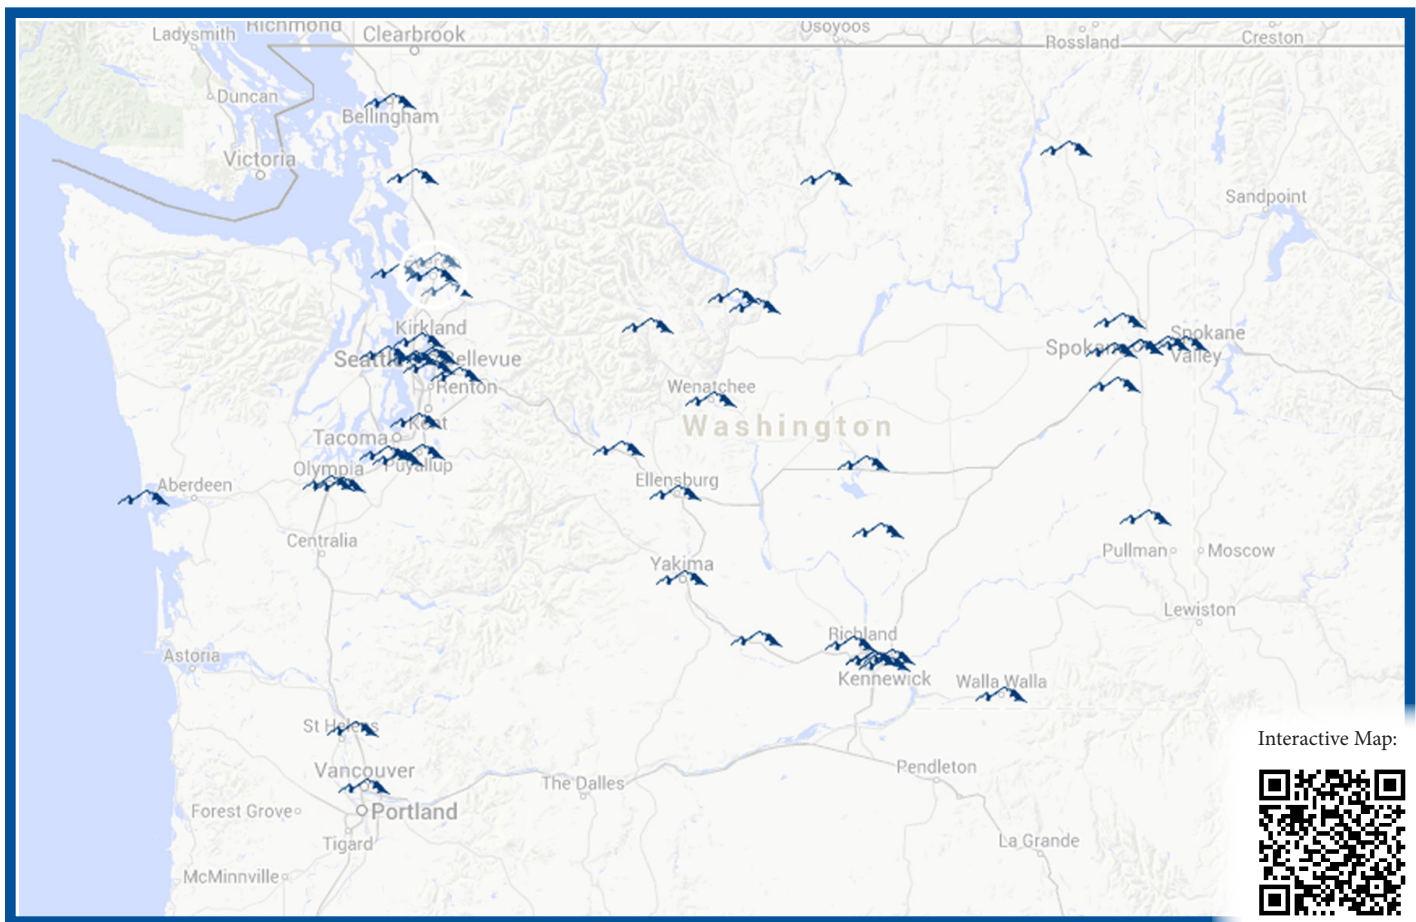 Ladysmith
Richmond
Clearbrook
Osoyoos
Rossland
Creston
Duncan
Bellingham
Victoria
Sandpoint
Kirkland
Seattle
Bellevue
Renton
Spokane
Spokane
Valley
Wenatchee
Washington
Kent
Tacoma
Puyallup
Olympia
Aberdeen
Ellensburg
Centralia
Pullman
Moscow
Yakima
Lewiston
Richland
Astoria
Kennewick
Walla Walla
St Helens
Interactive Map:
Vancouver
The Dalles
Pendleton
Forest Grove
Portland
Tigard
La Grande
McMinnville